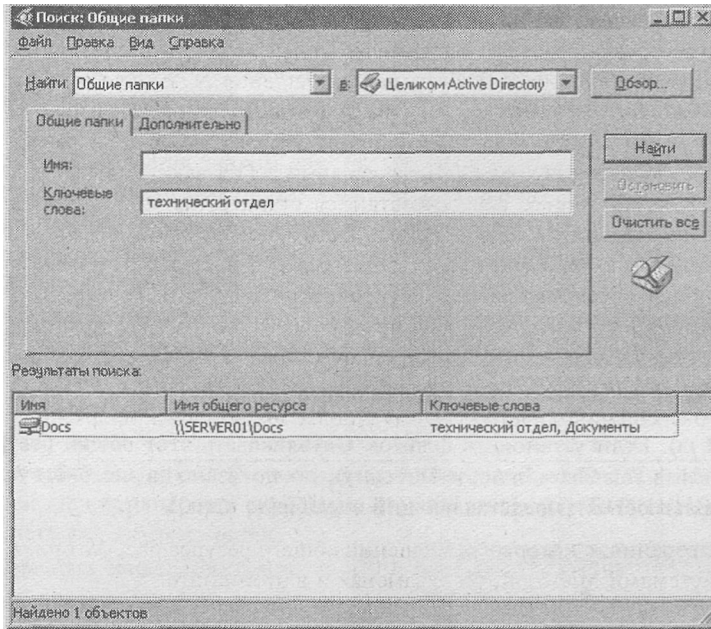 Поиск: Общие папки
Файл Правка Вид Справка
Найти: Общие папки в: Целиком Active Directory Обзор...
Общие папки Дополнительно
Имя:
Найти
Ключевые слова: технический отдел
Остановить
Очистить все
Результаты поиска:
Имя Имя общего ресурса Ключевые слова
Docs \\SERVER01\Docs технический отдел, Документы
Найдено 1 объектов